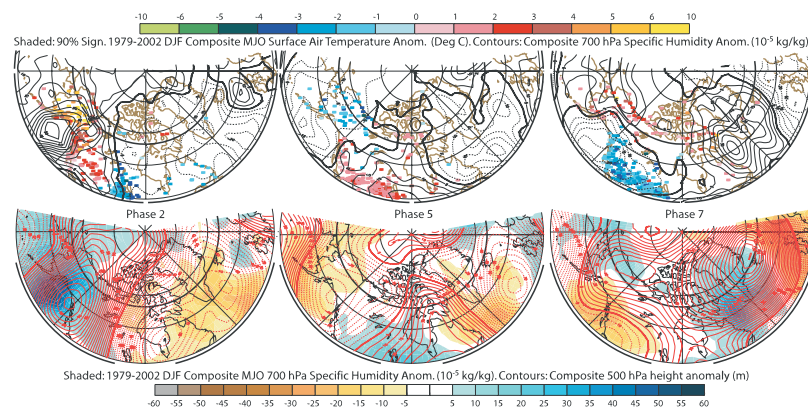 -10 -6 -5 -4 -3 -2 -1 0 1 2 3 4 5 6 10
Shaded: 90% Sign. 1979-2002 DJF Composite MJO Surface Air Temperature Anom. (Deg C). Contours: Composite 700 hPa Specific Humidity Anom. (10-5 kg/kg)
Phase 2 Phase 5 Phase 7
Shaded: 1979-2002 DJF Composite MJO 700 hPa Specific Humidity Anom. (10-5 kg/kg). Contours: Composite 500 hPa height anomaly (m)
-60 -55 -50 -45 -40 -35 -30 -25 -20 -15 -10 -5 5 10 15 20 25 30 35 40 45 50 55 60